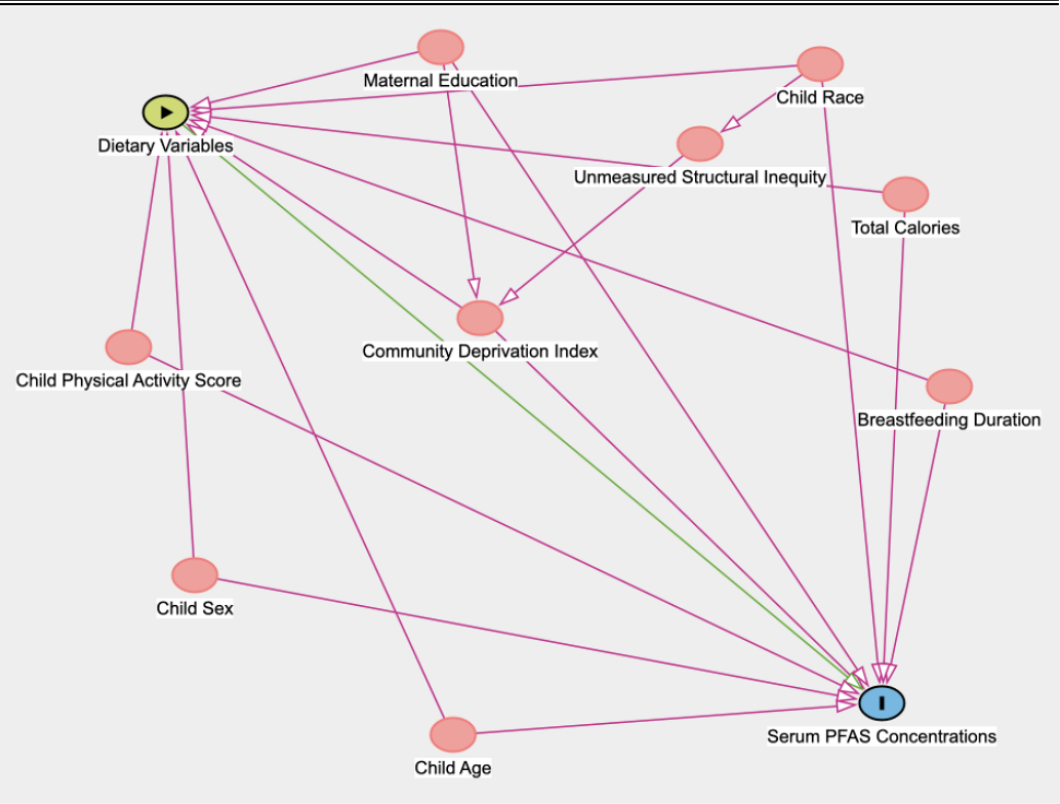 Maternal Education
Child Race
Dietary Variables
Unmeasured Structural Inequity
Total Calories
Community Deprivation Index
Child Physical Activity Score
Breastfeeding Duration
Child Sex
Serum PFAS Concentrations
Child Age